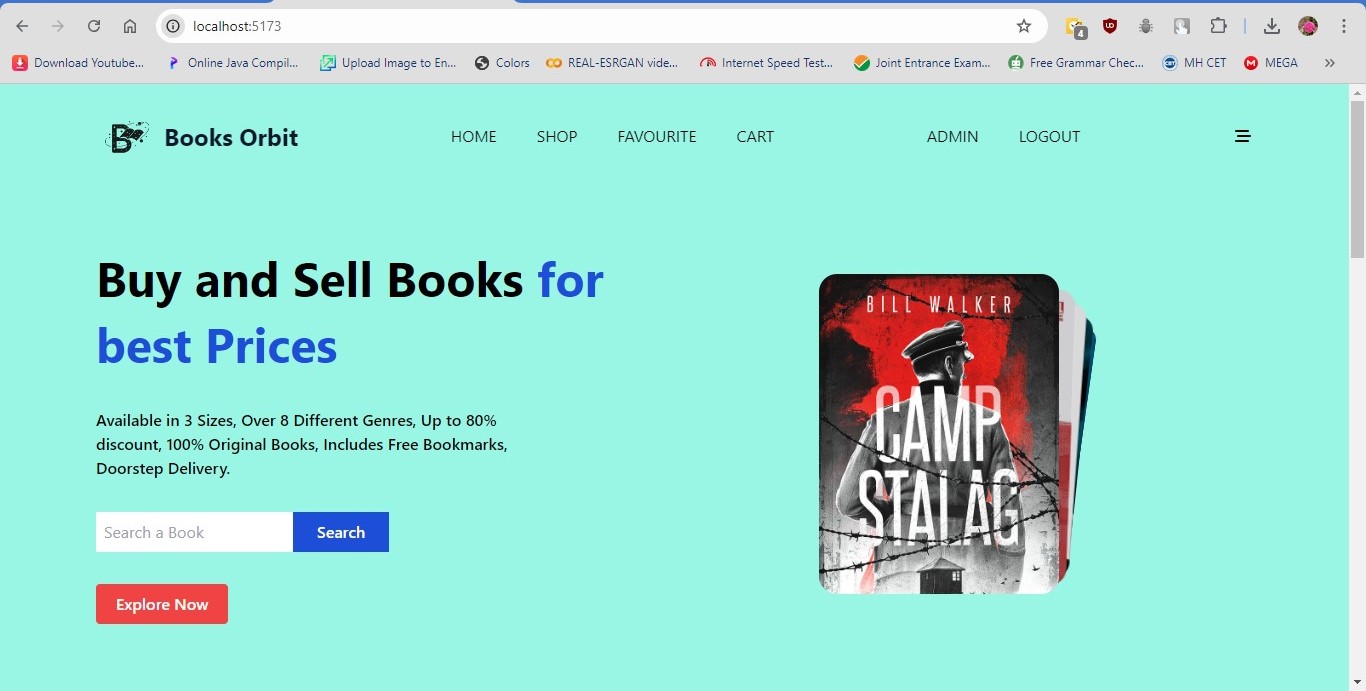 localhost:5173
4
Download Youtube...
Online Java Compil...
Upload Image to En...
Colors
REAL-ESRGAN vide...
Internet Speed Test...
Joint Entrance Exam...
Free Grammar Chec...
MH CET
MEGA
Books Orbit
HOME
SHOP
FAVOURITE
CART
ADMIN
LOGOUT
Buy and Sell Books for
best Prices
Available in 3 Sizes, Over 8 Different Genres, Up to 80%
discount, 100% Original Books, Includes Free Bookmarks,
Doorstep Delivery.
Search a Book
Search
Explore Now
BILL WALKER
CAMP
STALAG